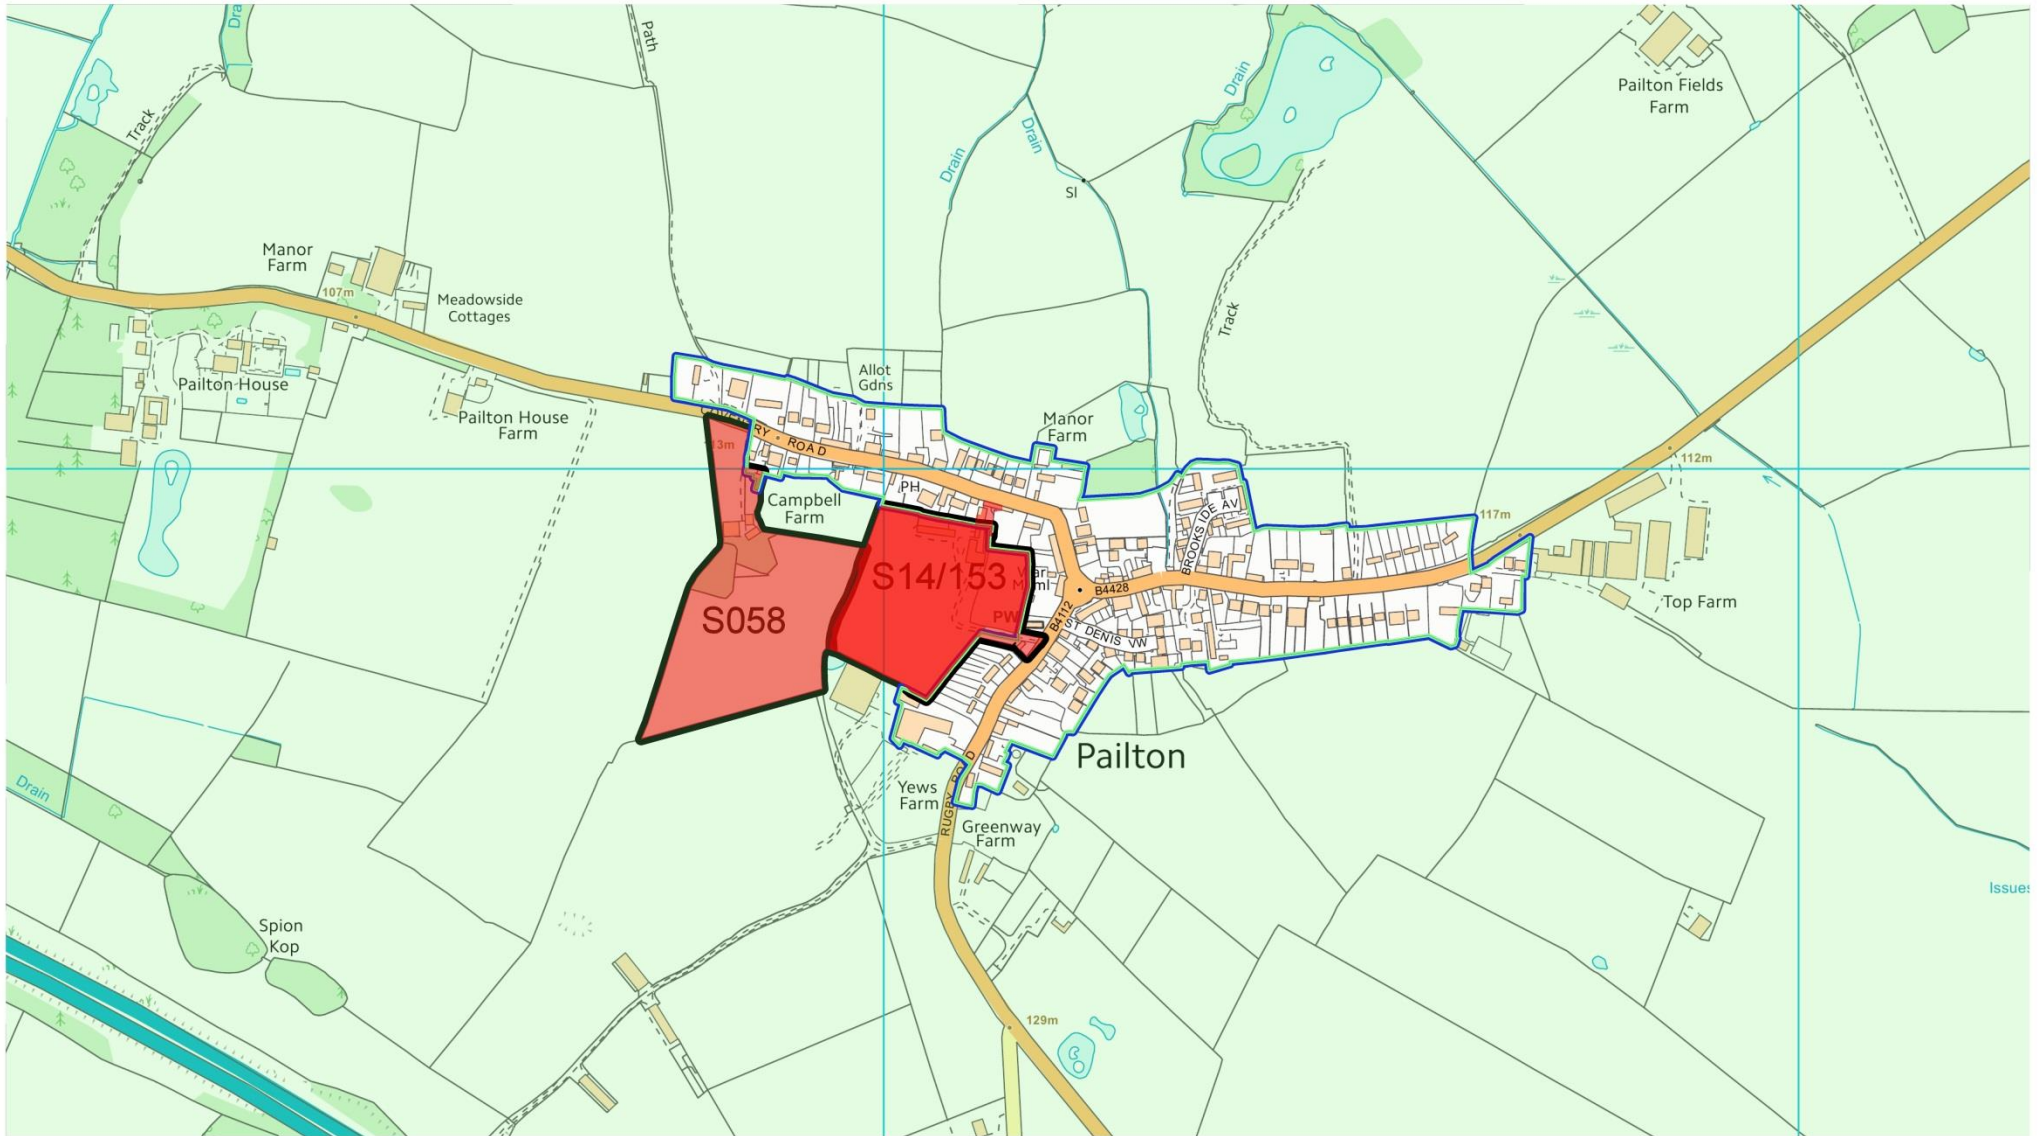 Dra
Path
Track
Drain
Drain
Drain
SI
Pailton Fields
Farm
Manor
Farm
107m
Meadowside
Cottages
Track
Pailton House
Pailton House
Farm
Allot
Gdns
Manor
Farm
ROAD
13m
112m
PH
Campbell
Farm
BROOKSIDE AV
117m
S14/153
S058
PW
B4112
B4428
ST DENIS VW
Top Farm
Pailton
Drain
Yews
Farm
RUGBY ROAD
Greenway
Farm
Issues
Spion
Kop
129m